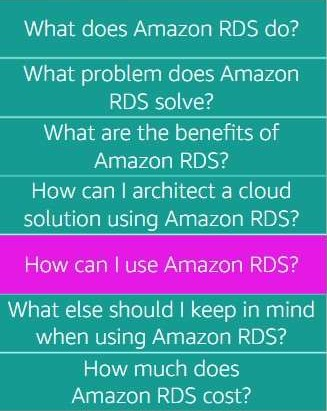 What does Amazon RDS do?
What problem does Amazon
RDS solve?
What are the benefits of
Amazon RDS?
How can I architect a cloud
solution using Amazon RDS?
How can I use Amazon RDS?
What else should I keep in mind
when using Amazon RDS?
How much does
Amazon RDS cost?